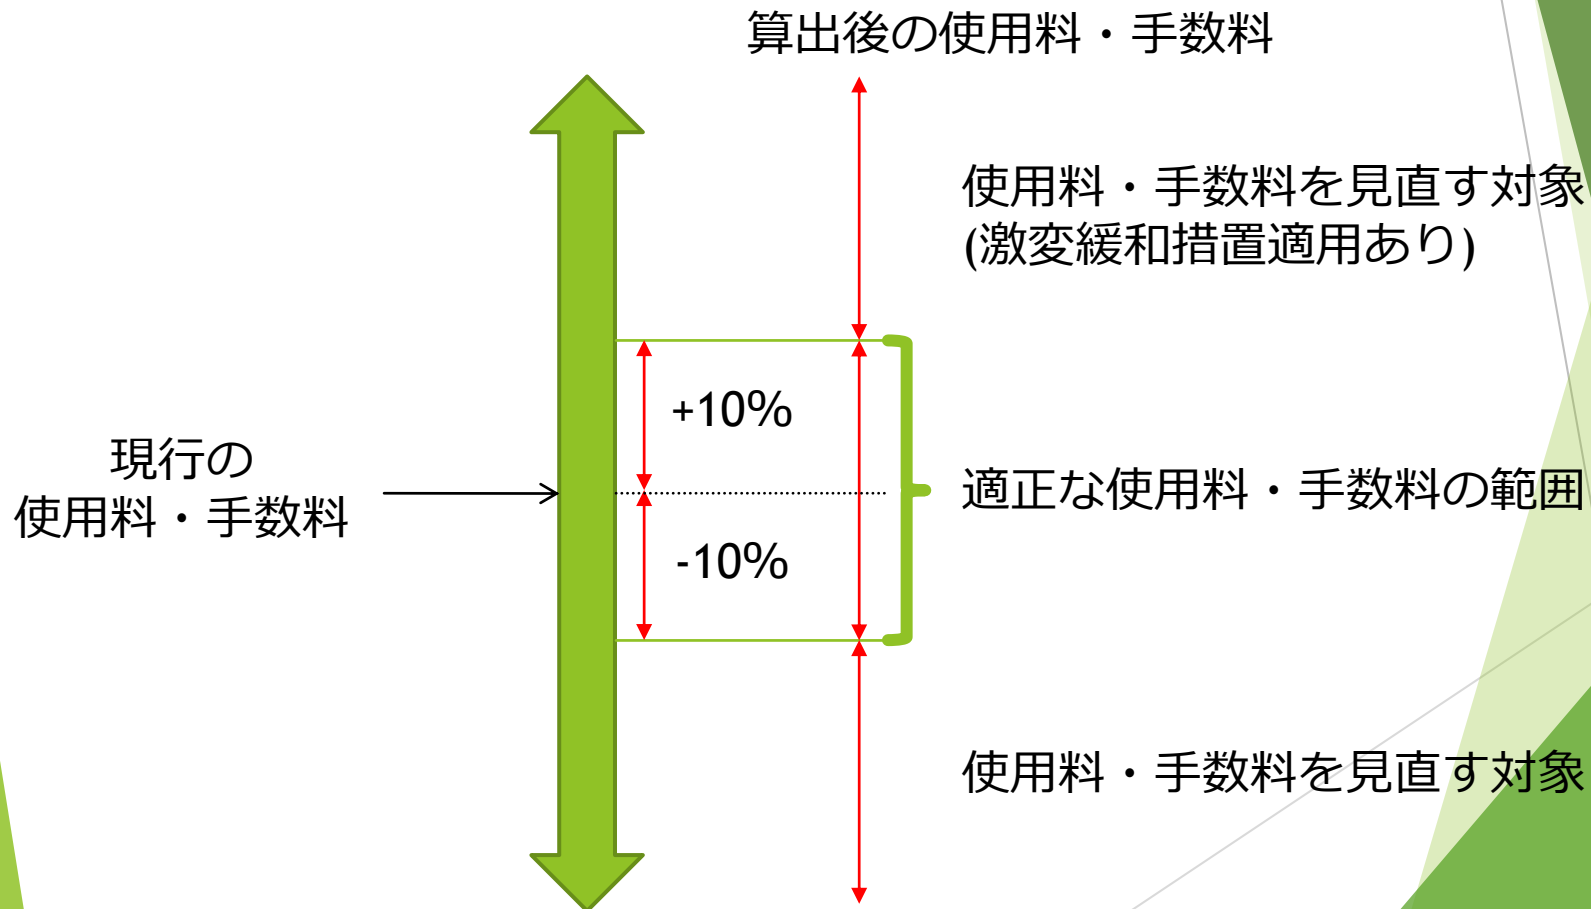 算出後の使用料・手数料
使用料・手数料を見直す対象
(激変緩和措置適用あり)
+10%
現行の
使用料・手数料
適正な使用料・手数料の範囲
-10%
使用料・手数料を見直す対象